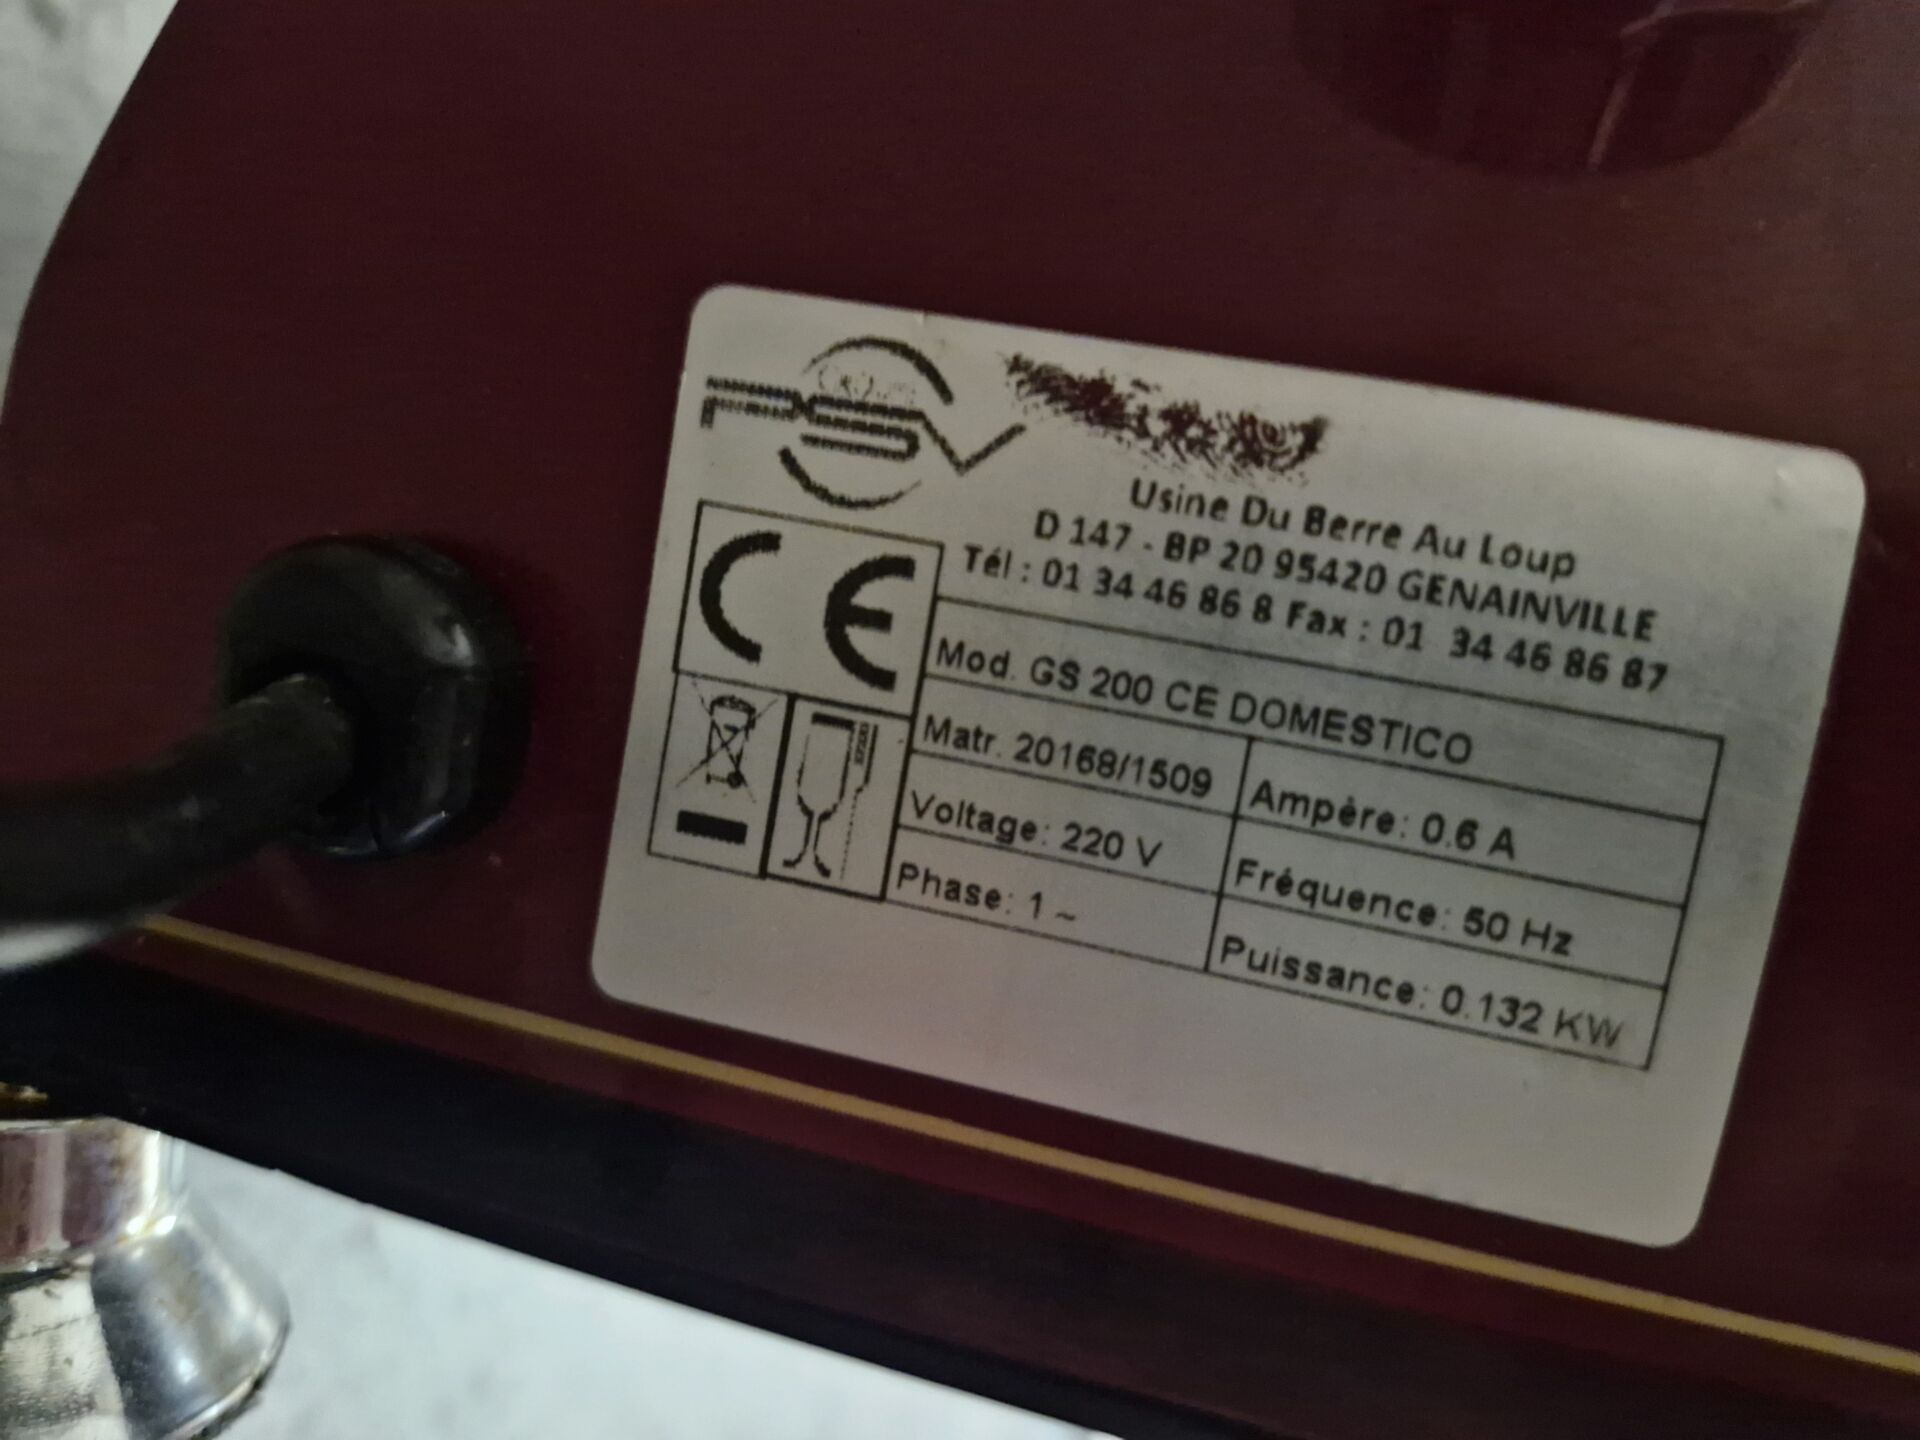 PSV
Usine Du Berre Au Loup
D 147 - BP 20 95420 GENAINVILLE
Tél : 01 34 46 86 8 Fax : 01 34 46 86 87
CE
Mod. GS 200 CE DOMESTICO
Matr. 20168/1509
Ampère: 0.6 A
Voltage: 220 V
Fréquence: 50 Hz
Phase: 1 ~
Puissance: 0.132 KW